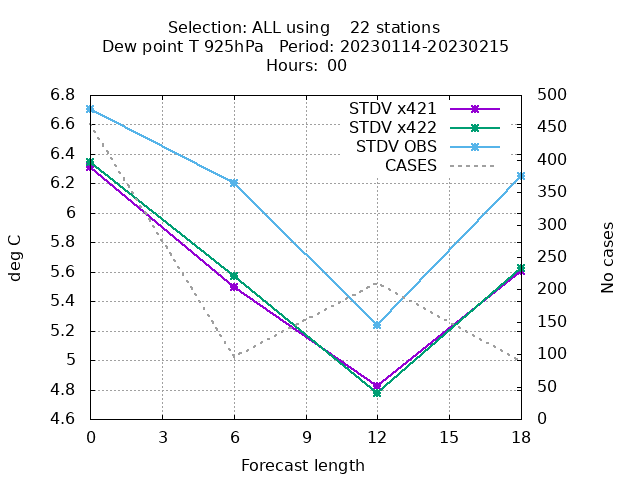 Selection: ALL using    22 stations
Dew point T 925hPa   Period: 20230114-20230215
Hours: 00
6.8
6.6
6.4
6.2
6
5.8
5.6
5.4
5.2
5
4.8
4.6
deg C
STDV x421
STDV x422
STDV OBS
CASES
500
450
400
350
300
250
200
150
100
50
0
No cases
0 3 6 9 12 15 18
Forecast length